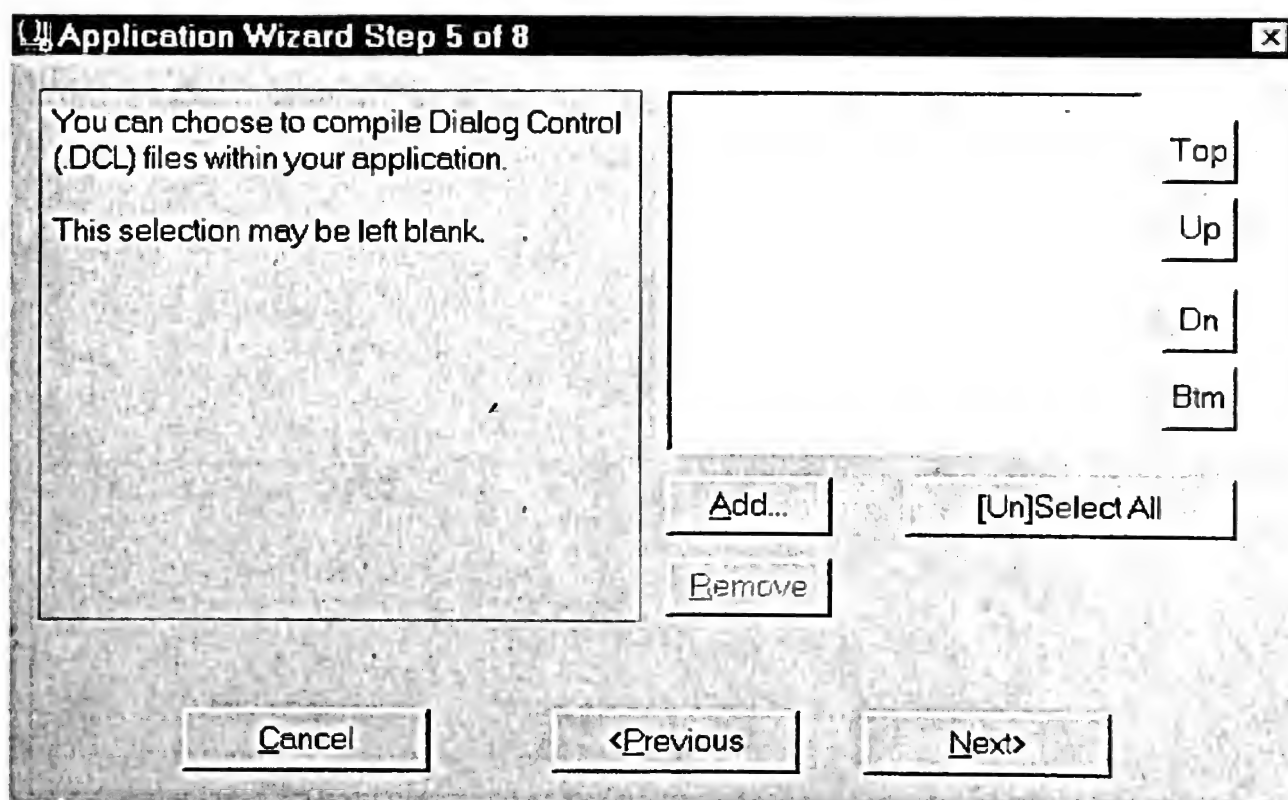 Application Wizard Step 5 of 8
You can choose to compile Dialog Control
(.DCL) files within your application.
This selection may be left blank.
Top
Up
Dn
Btm
Add...
[Un]Select All
Remove
Cancel
<Previous
Next>